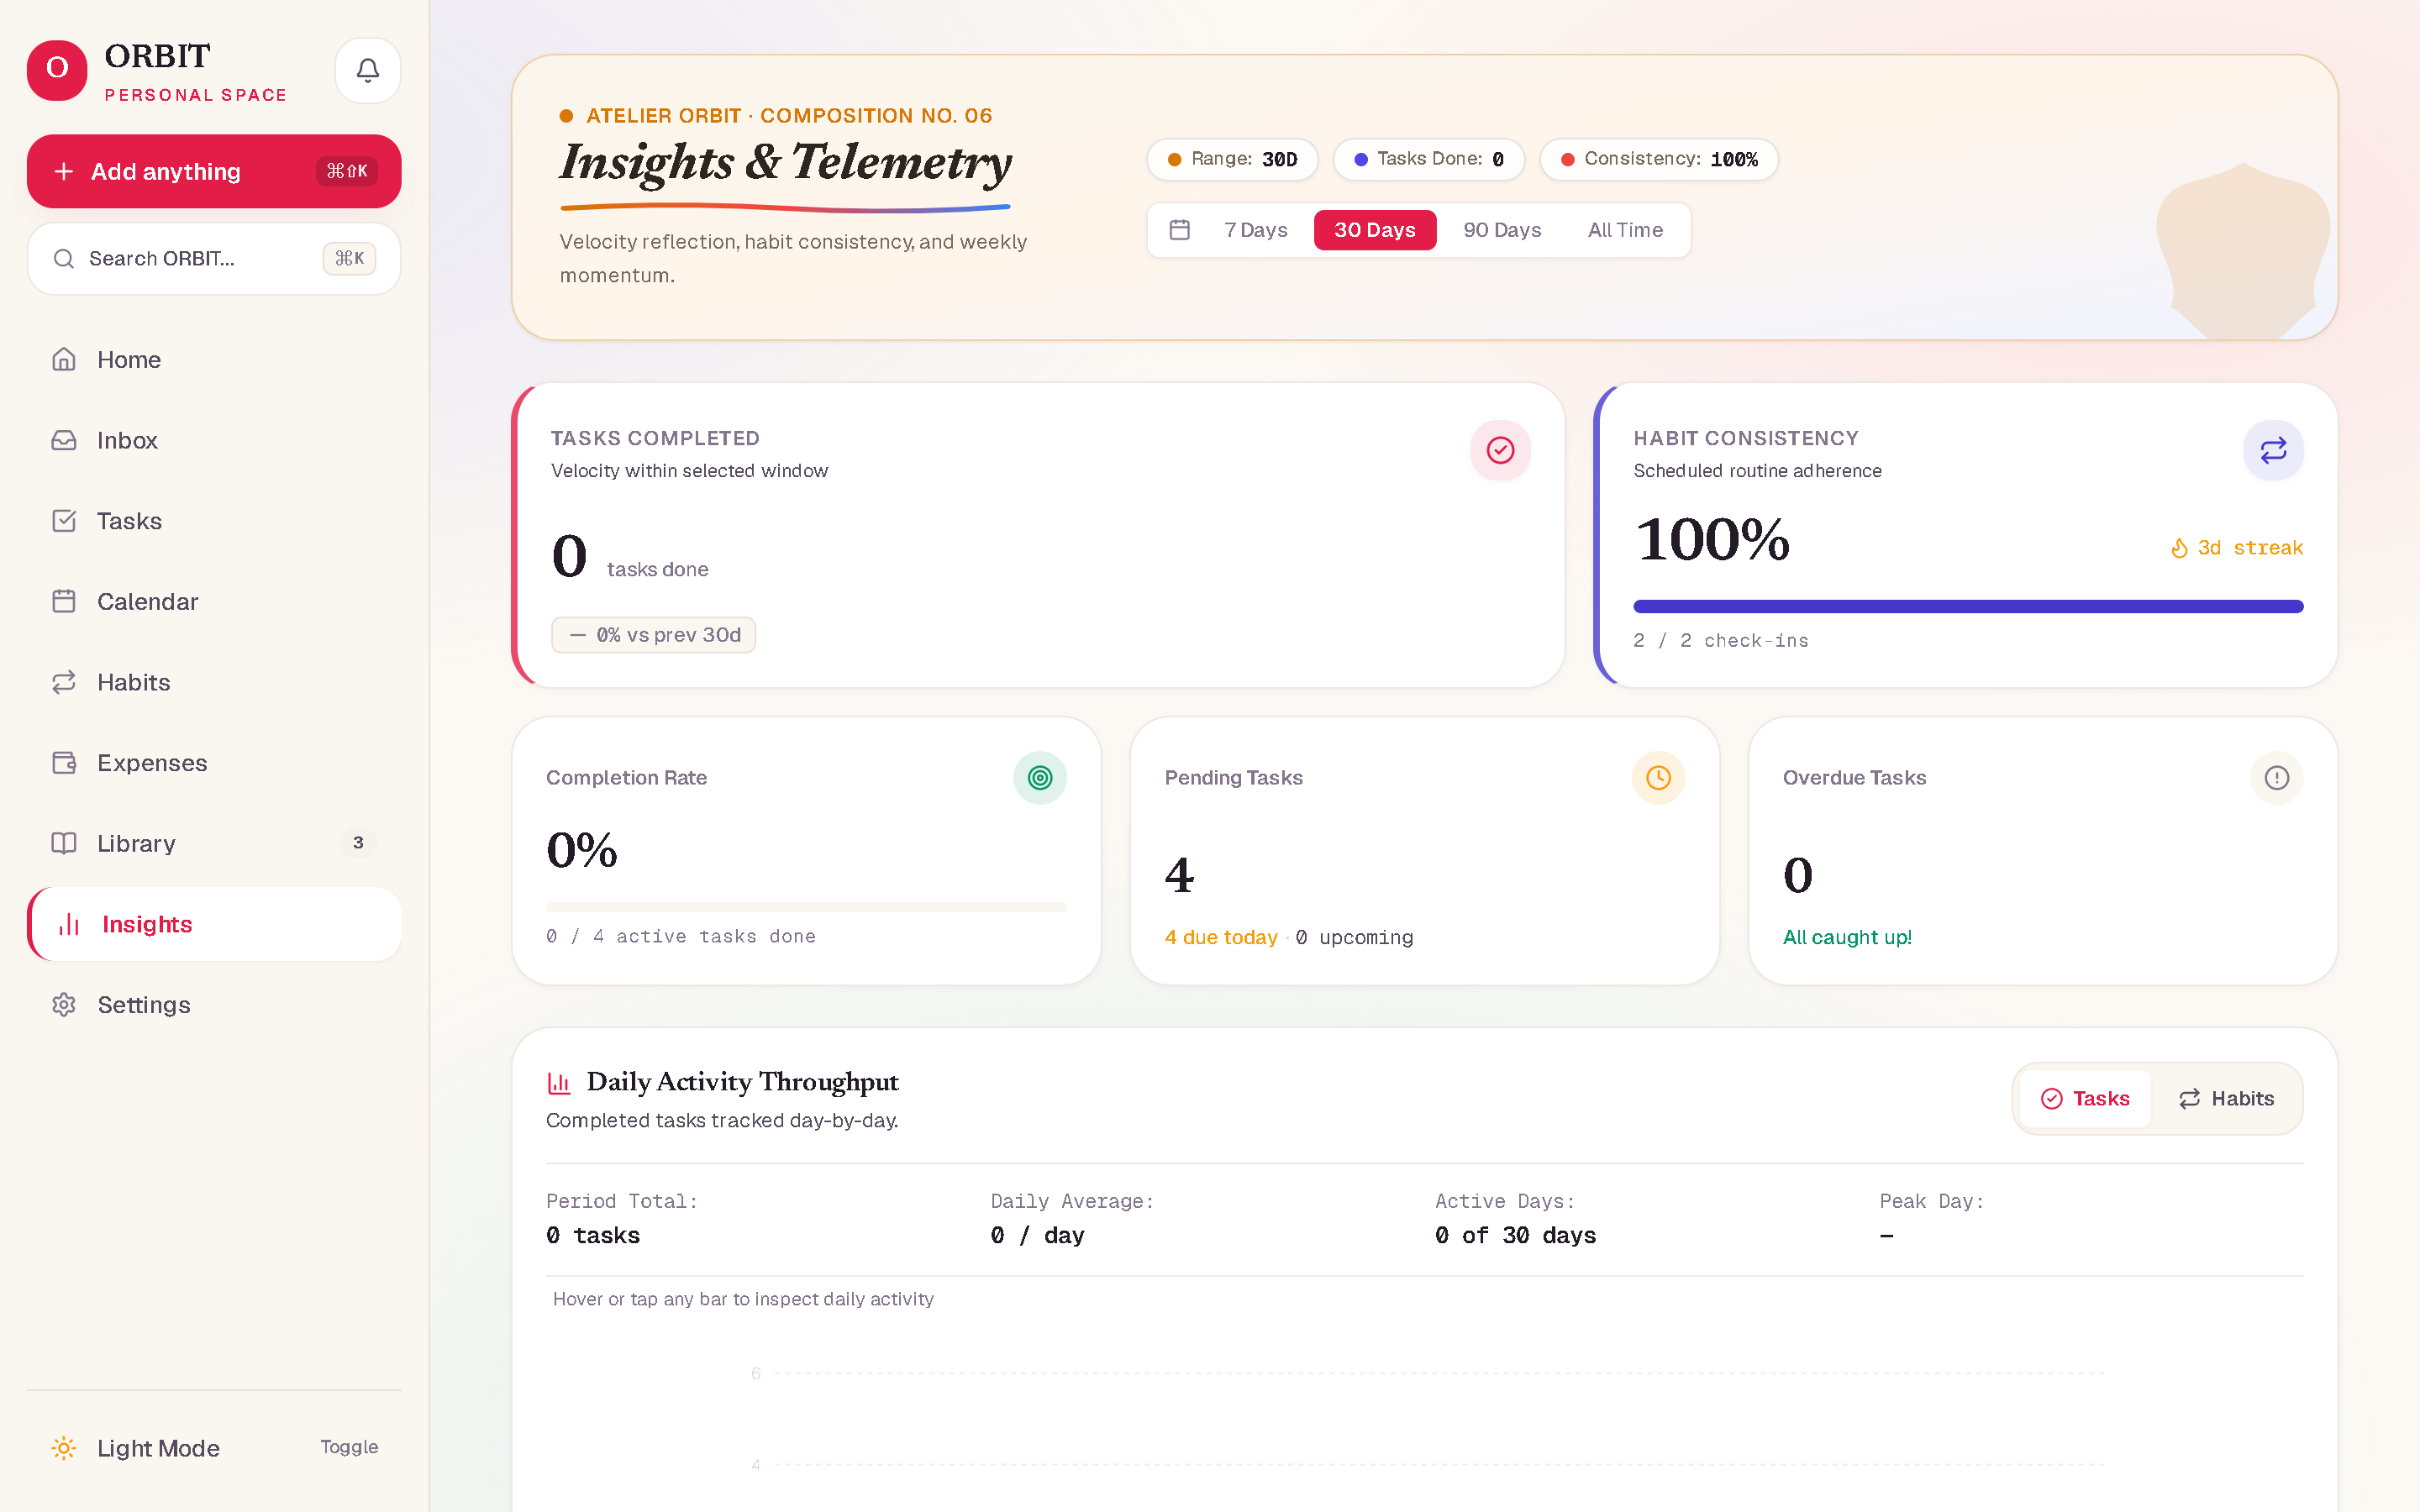 O
ORBIT
PERSONAL SPACE
+ Add anything ⌘⇧K
Search ORBIT... ⌘K
Home
Inbox
Tasks
Calendar
Habits
Expenses
Library 3
Insights
Settings
Light Mode Toggle
ATELIER ORBIT · COMPOSITION NO. 06
Insights & Telemetry
Velocity reflection, habit consistency, and weekly
momentum.
Range: 30D Tasks Done: 0 Consistency: 100%
7 Days 30 Days 90 Days All Time
TASKS COMPLETED
Velocity within selected window
0 tasks done
— 0% vs prev 30d
HABIT CONSISTENCY
Scheduled routine adherence
100% 3d streak
2 / 2 check-ins
Completion Rate
0%
0 / 4 active tasks done
Pending Tasks
4
4 due today · 0 upcoming
Overdue Tasks
0
All caught up!
Daily Activity Throughput
Completed tasks tracked day-by-day.
Tasks Habits
Period Total: Daily Average: Active Days: Peak Day:
0 tasks 0 / day 0 of 30 days –
Hover or tap any bar to inspect daily activity
6
4